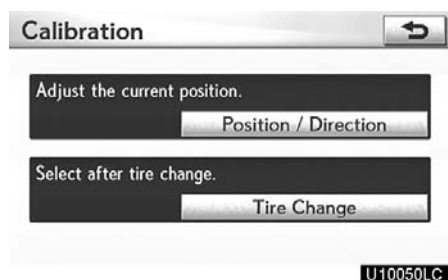 Calibration
Adjust the current position.
Position / Direction
Select after tire change.
Tire Change
U10050LC